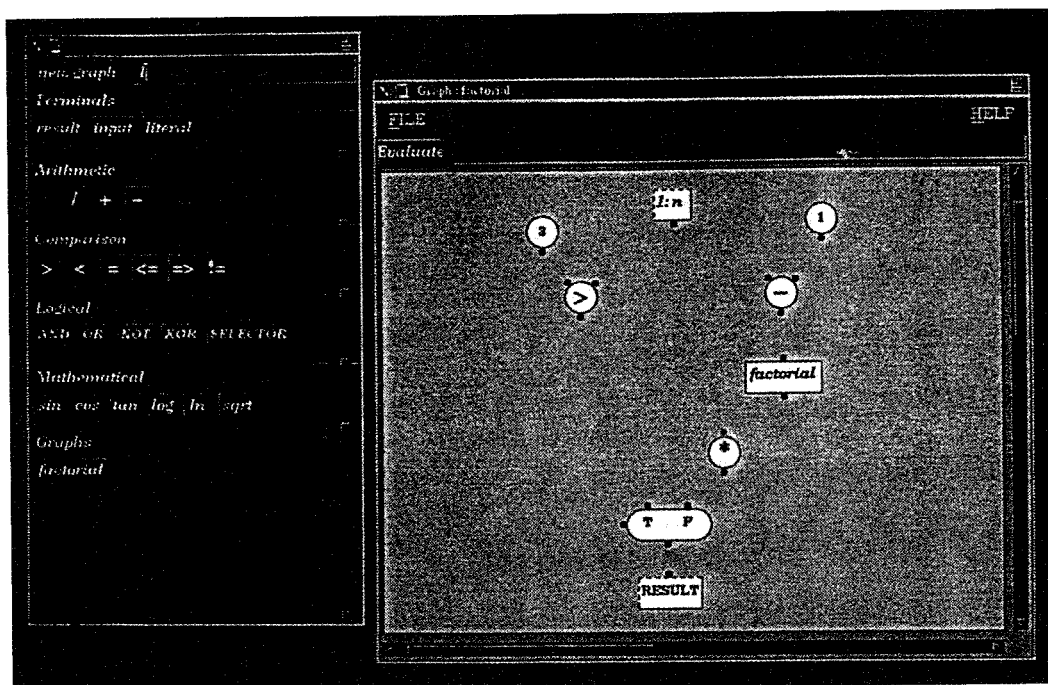 new graph
Terminals
result input literal
Arithmetic
/ + -
Comparison
> < = <= => !=
Logical
AND OR NOT XOR SELECTOR
Mathematical
sin cos tan log ln sqrt
Graphs
factorial
Graph:factorial
FILE HELP
Evaluate
1:n
3 1
> -
factorial
*
T F
RESULT